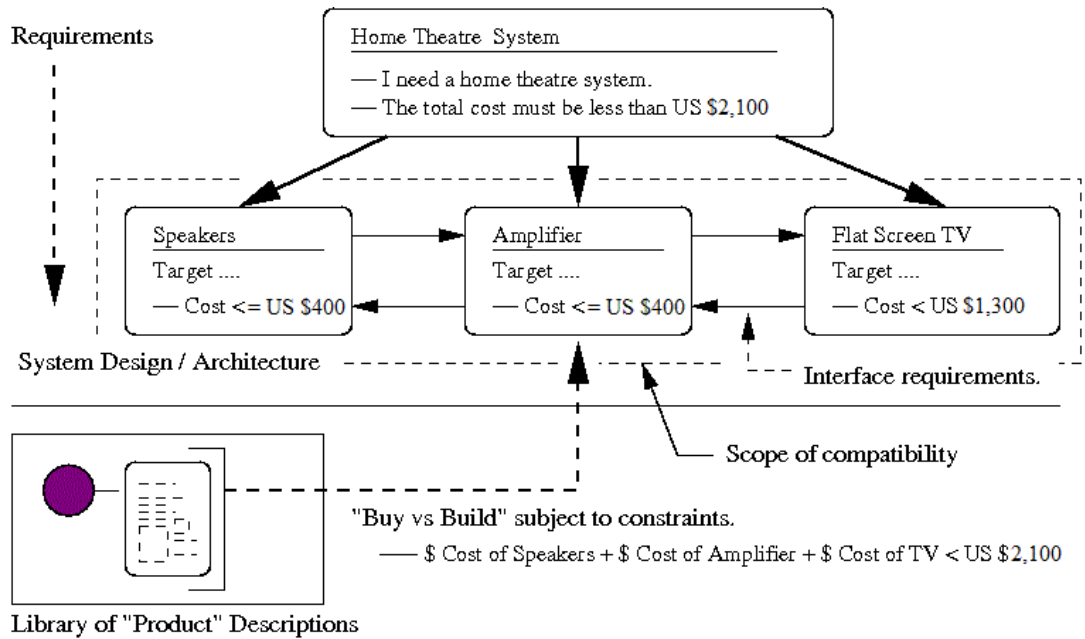 Requirements
Home Theatre System
— I need a home theatre system.
— The total cost must be less than US $2,100
Speakers
Target ....
— Cost <= US $400
Amplifier
Target ....
— Cost <= US $400
Flat Screen TV
Target ....
— Cost < US $1,300
System Design / Architecture
Interface requirements.
Scope of compatibility
"Buy vs Build" subject to constraints.
— $ Cost of Speakers + $ Cost of Amplifier + $ Cost of TV < US $2,100
Library of "Product" Descriptions